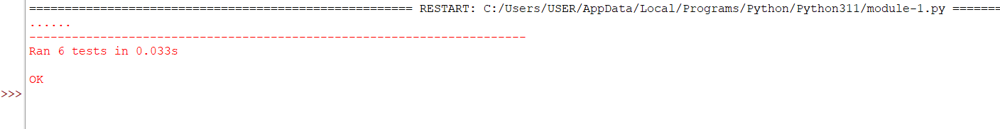 ====================================================== RESTART: C:/Users/USER/AppData/Local/Programs/Python/Python311/module-1.py =======
......
----------------------------------------------------------------------
Ran 6 tests in 0.033s
OK
>>>